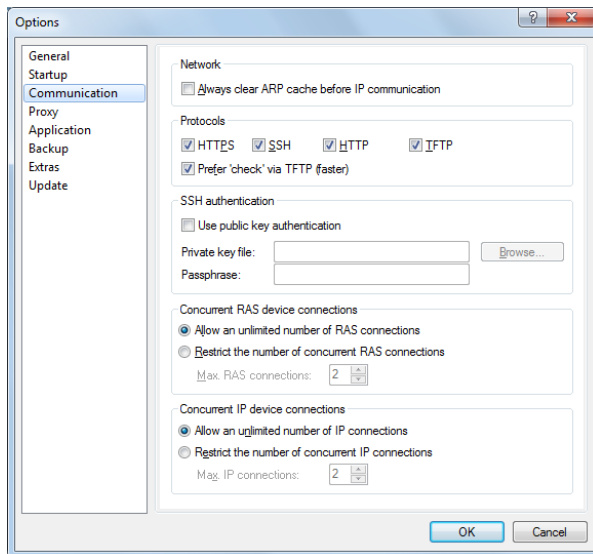 Options
General
Startup
Communication
Proxy
Application
Backup
Extras
Update
Network
Always clear ARP cache before IP communication
Protocols
HTTPS SSH HTTP TFTP
Prefer 'check' via TFTP (faster)
SSH authentication
Use public key authentication
Private key file: Browse...
Passphrase:
Concurrent RAS device connections
Allow an unlimited number of RAS connections
Restrict the number of concurrent RAS connections
Max. RAS connections: 2
Concurrent IP device connections
Allow an unlimited number of IP connections
Restrict the number of concurrent IP connections
Max. IP connections: 2
OK Cancel